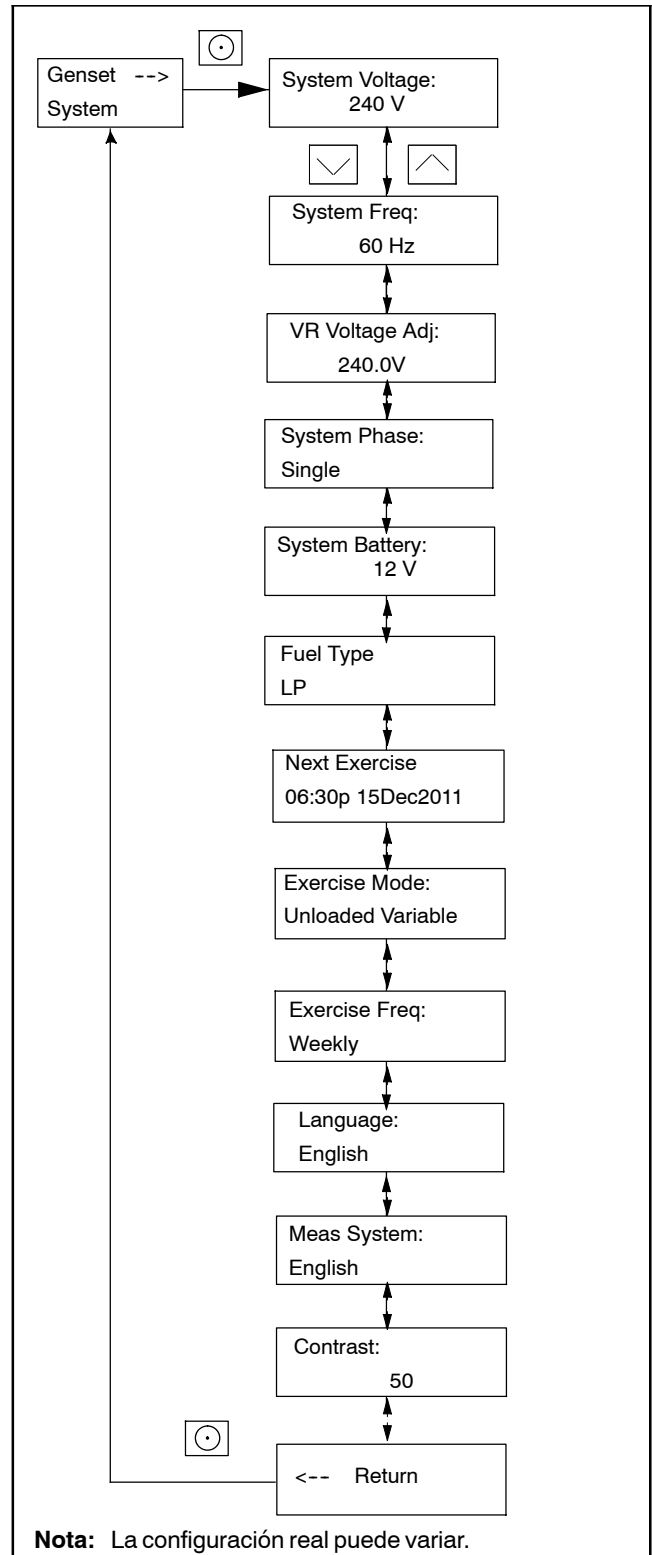 Genset -->
System
System Voltage:
240 V
System Freq:
60 Hz
VR Voltage Adj:
240.0V
System Phase:
Single
System Battery:
12 V
Fuel Type
LP
Next Exercise
06:30p 15Dec2011
Exercise Mode:
Unloaded Variable
Exercise Freq:
Weekly
Language:
English
Meas System:
English
Contrast:
50
<-- Return
Nota: La configuración real puede variar.